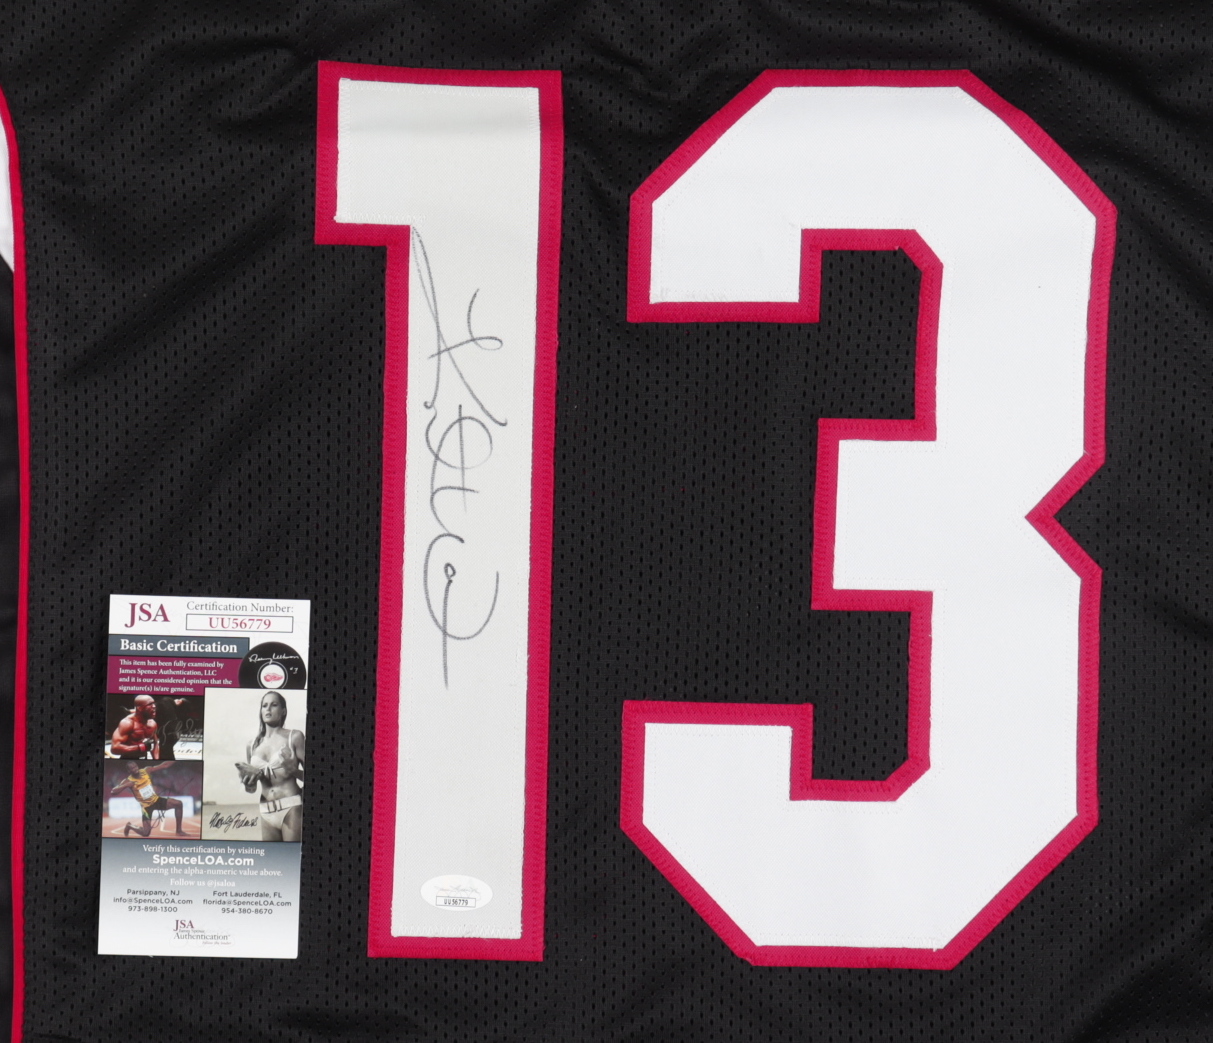 13
JSA
Certification Number:
UU56779
Basic Certification
This item has been fully examined by
James Spence Authentication, LLC
and it is our considered opinion that the
signature(s) is/are genuine.
Verify this certification by visiting
SpenceLOA.com
and entering the alpha-numeric value above.
Follow us @jsaloa
Parsippany, NJ
info@SpenceLOA.com
973-898-1300
Fort Lauderdale, FL
florida@SpenceLOA.com
954-380-8670
JSA
Authentication
UU56779